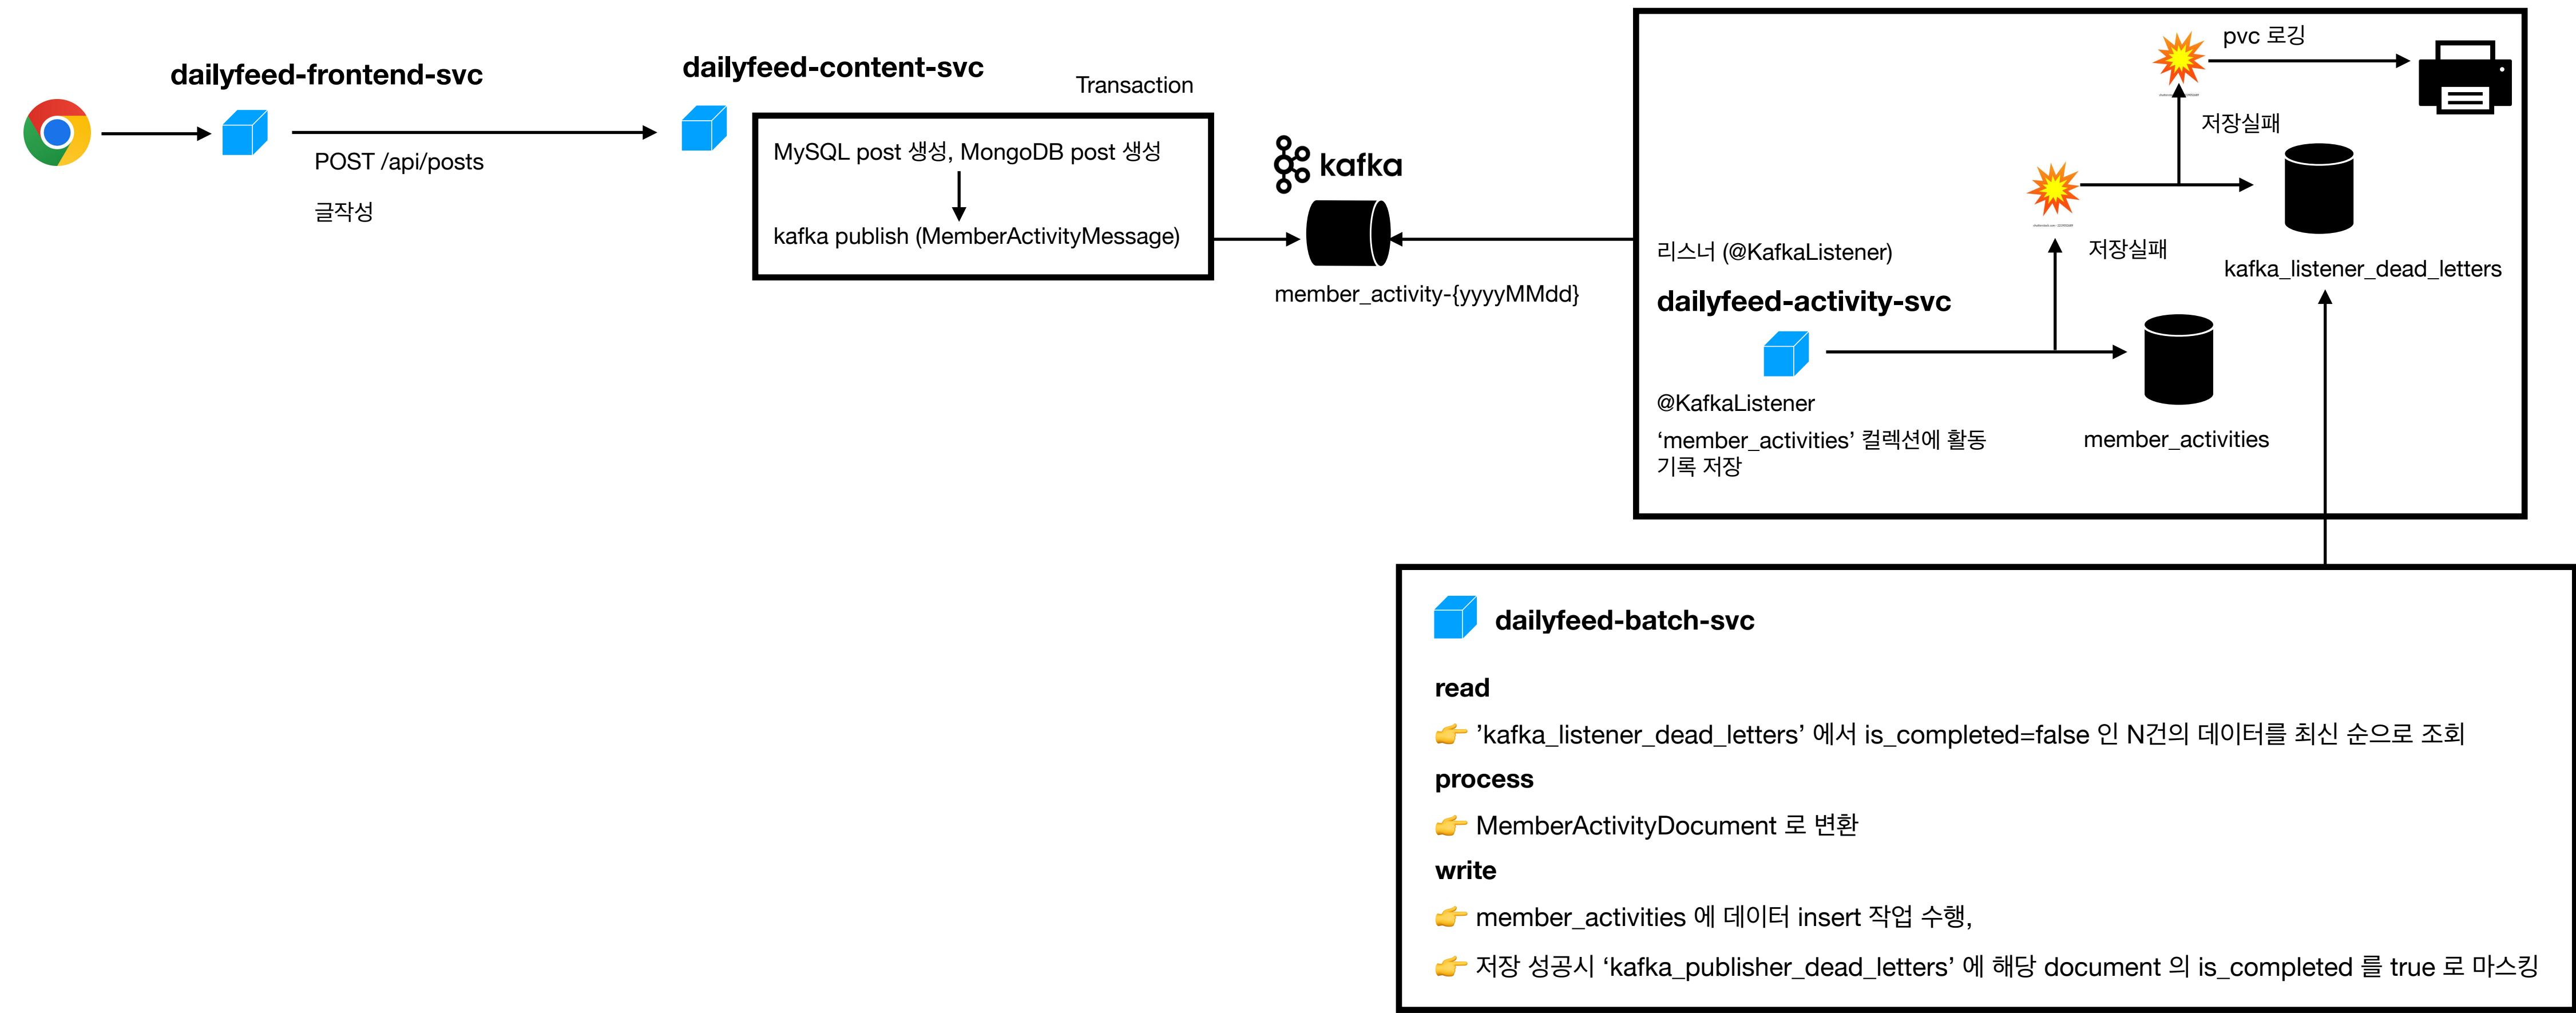 dailyfeed-frontend-svc
POST /api/posts
글작성
dailyfeed-content-svc
Transaction
MySQL post 생성, MongoDB post 생성
kafka publish (MemberActivityMessage)
kafka
member_activity-{yyyyMMdd}
pvc 로깅
저장실패
저장실패
kafka_listener_dead_letters
리스너 (@KafkaListener)
dailyfeed-activity-svc
@KafkaListener
‘member_activities’ 컬렉션에 활동
기록 저장
member_activities
dailyfeed-batch-svc
read
👉 ’kafka_listener_dead_letters’ 에서 is_completed=false 인 N건의 데이터를 최신 순으로 조회
process
👉 MemberActivityDocument 로 변환
write
👉 member_activities 에 데이터 insert 작업 수행,
👉 저장 성공시 ‘kafka_publisher_dead_letters’ 에 해당 document 의 is_completed 를 true 로 마스킹